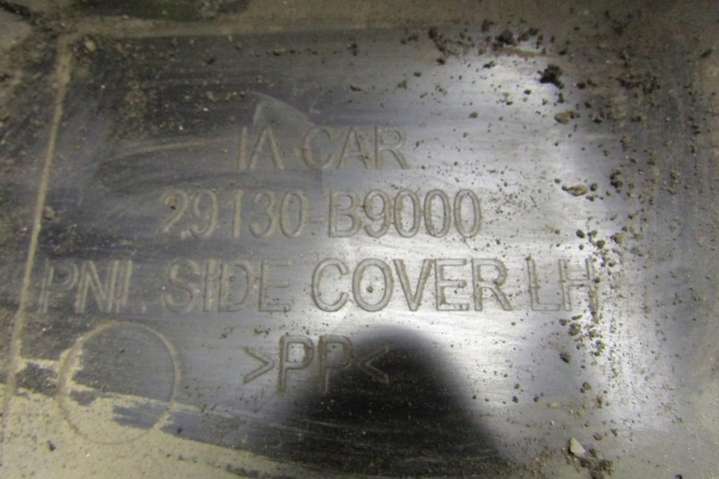 IA-CAR
29130-B9000
PNL SIDE COVER LH
>PP<